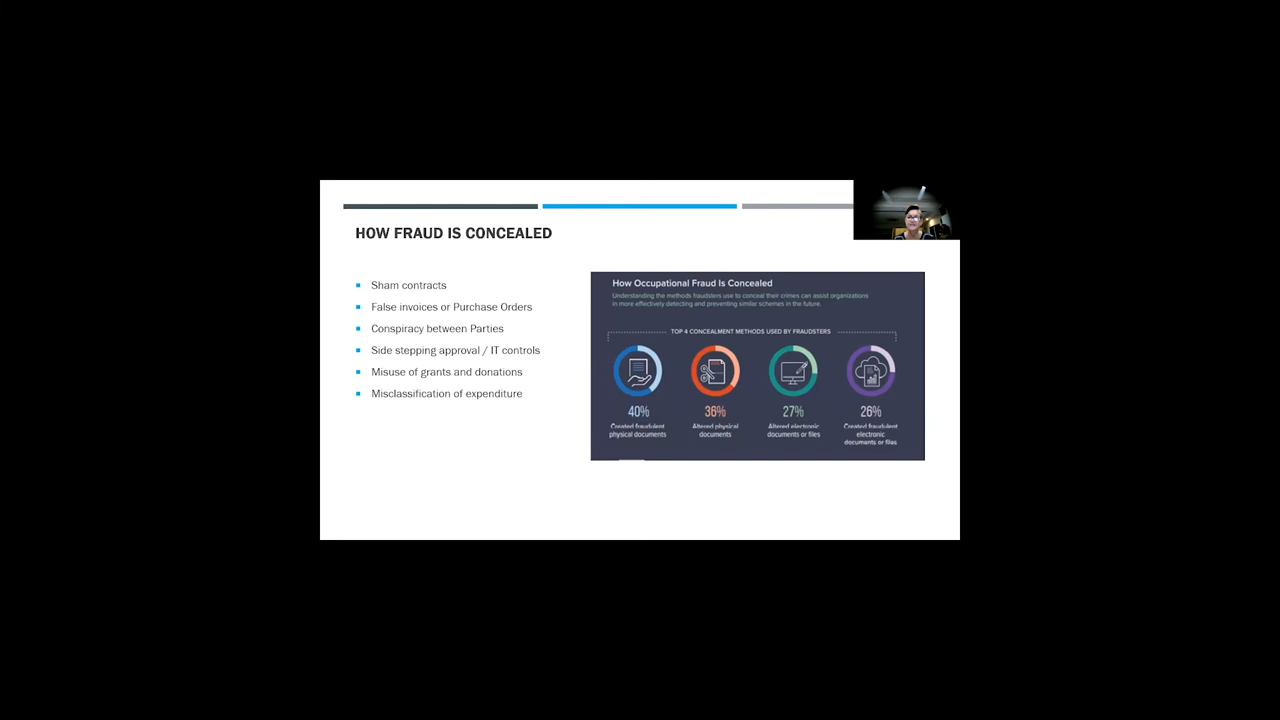 HOW FRAUD IS CONCEALED
Sham contracts
False invoices or Purchase Orders
Conspiracy between Parties
Side stepping approval / IT controls
Misuse of grants and donations
Misclassification of expenditure
How Occupational Fraud Is Concealed
Understanding the methods fraudsters use to conceal their crimes can assist organizations
in more effectively detecting and preventing similar schemes in the future.
TOP 4 CONCEALMENT METHODS USED BY FRAUDSTERS
40%
Created fraudulent
physical documents
36%
Altered physical
documents
27%
Altered electronic
documents or files
26%
Created fraudulent
electronic
documents or files